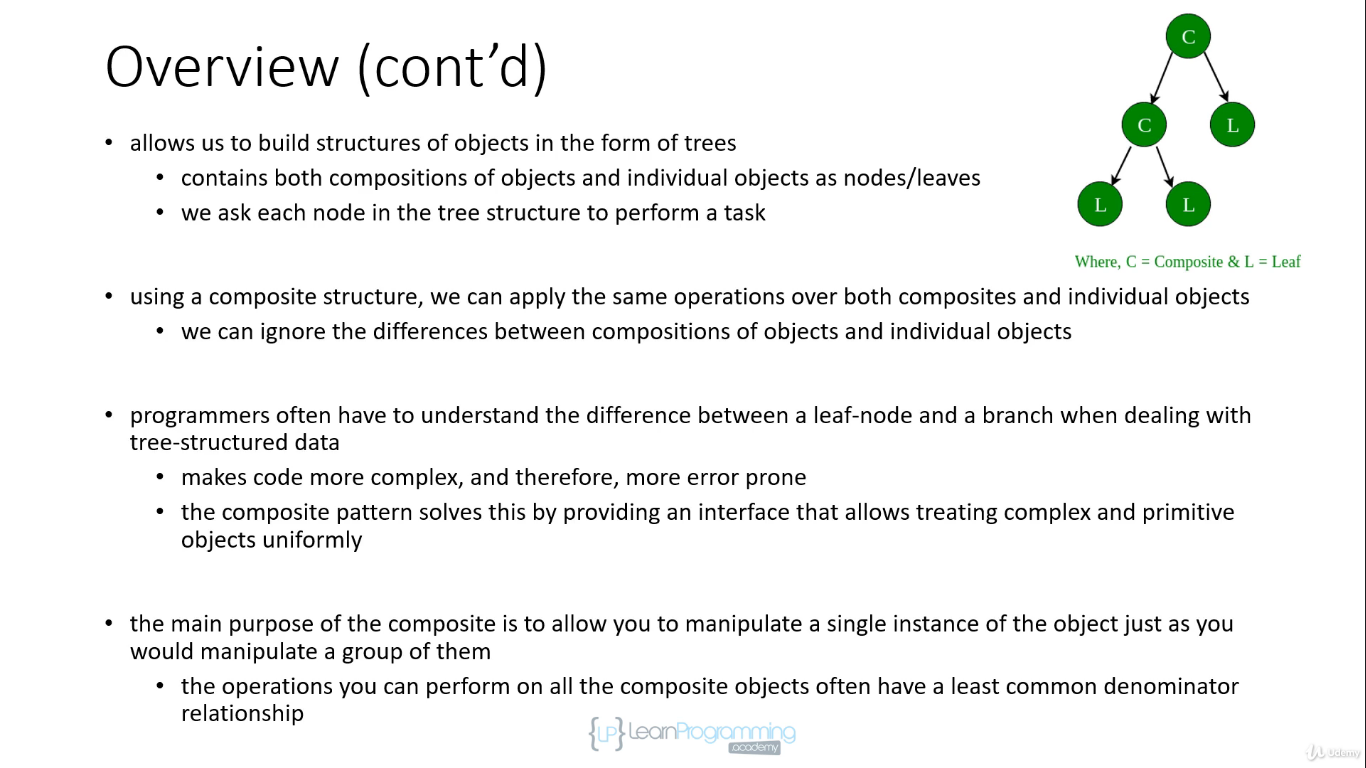 Overview (cont’d)
• allows us to build structures of objects in the form of trees
• contains both compositions of objects and individual objects as nodes/leaves
• we ask each node in the tree structure to perform a task
C
C
L
L
L
Where, C = Composite & L = Leaf
• using a composite structure, we can apply the same operations over both composites and individual objects
• we can ignore the differences between compositions of objects and individual objects
• programmers often have to understand the difference between a leaf-node and a branch when dealing with
tree-structured data
• makes code more complex, and therefore, more error prone
• the composite pattern solves this by providing an interface that allows treating complex and primitive
objects uniformly
• the main purpose of the composite is to allow you to manipulate a single instance of the object just as you
would manipulate a group of them
• the operations you can perform on all the composite objects often have a least common denominator
relationship
{LP} LearnProgramming
.academy
Udemy